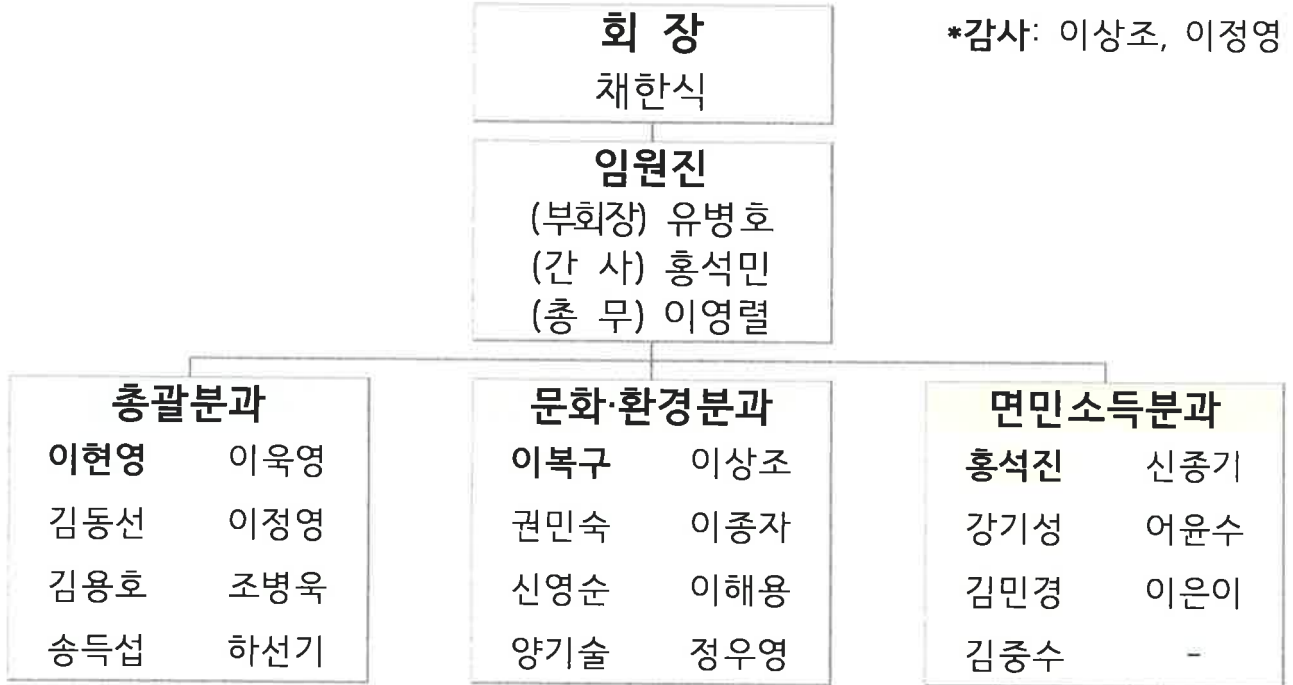 회 장
채한식
*감사: 이상조, 이정영
임원진
(부회장) 유병호
(간 사) 홍석민
(총 무) 이영렬
총괄분과
이현영 이욱영
김동선 이정영
김용호 조병욱
송득섭 하선기
문화·환경분과
이복구 이상조
권민숙 이종자
신영순 이해용
양기술 정우영
면민소득분과
홍석진 신종기
강기성 어윤수
김민경 이은이
김중수 -